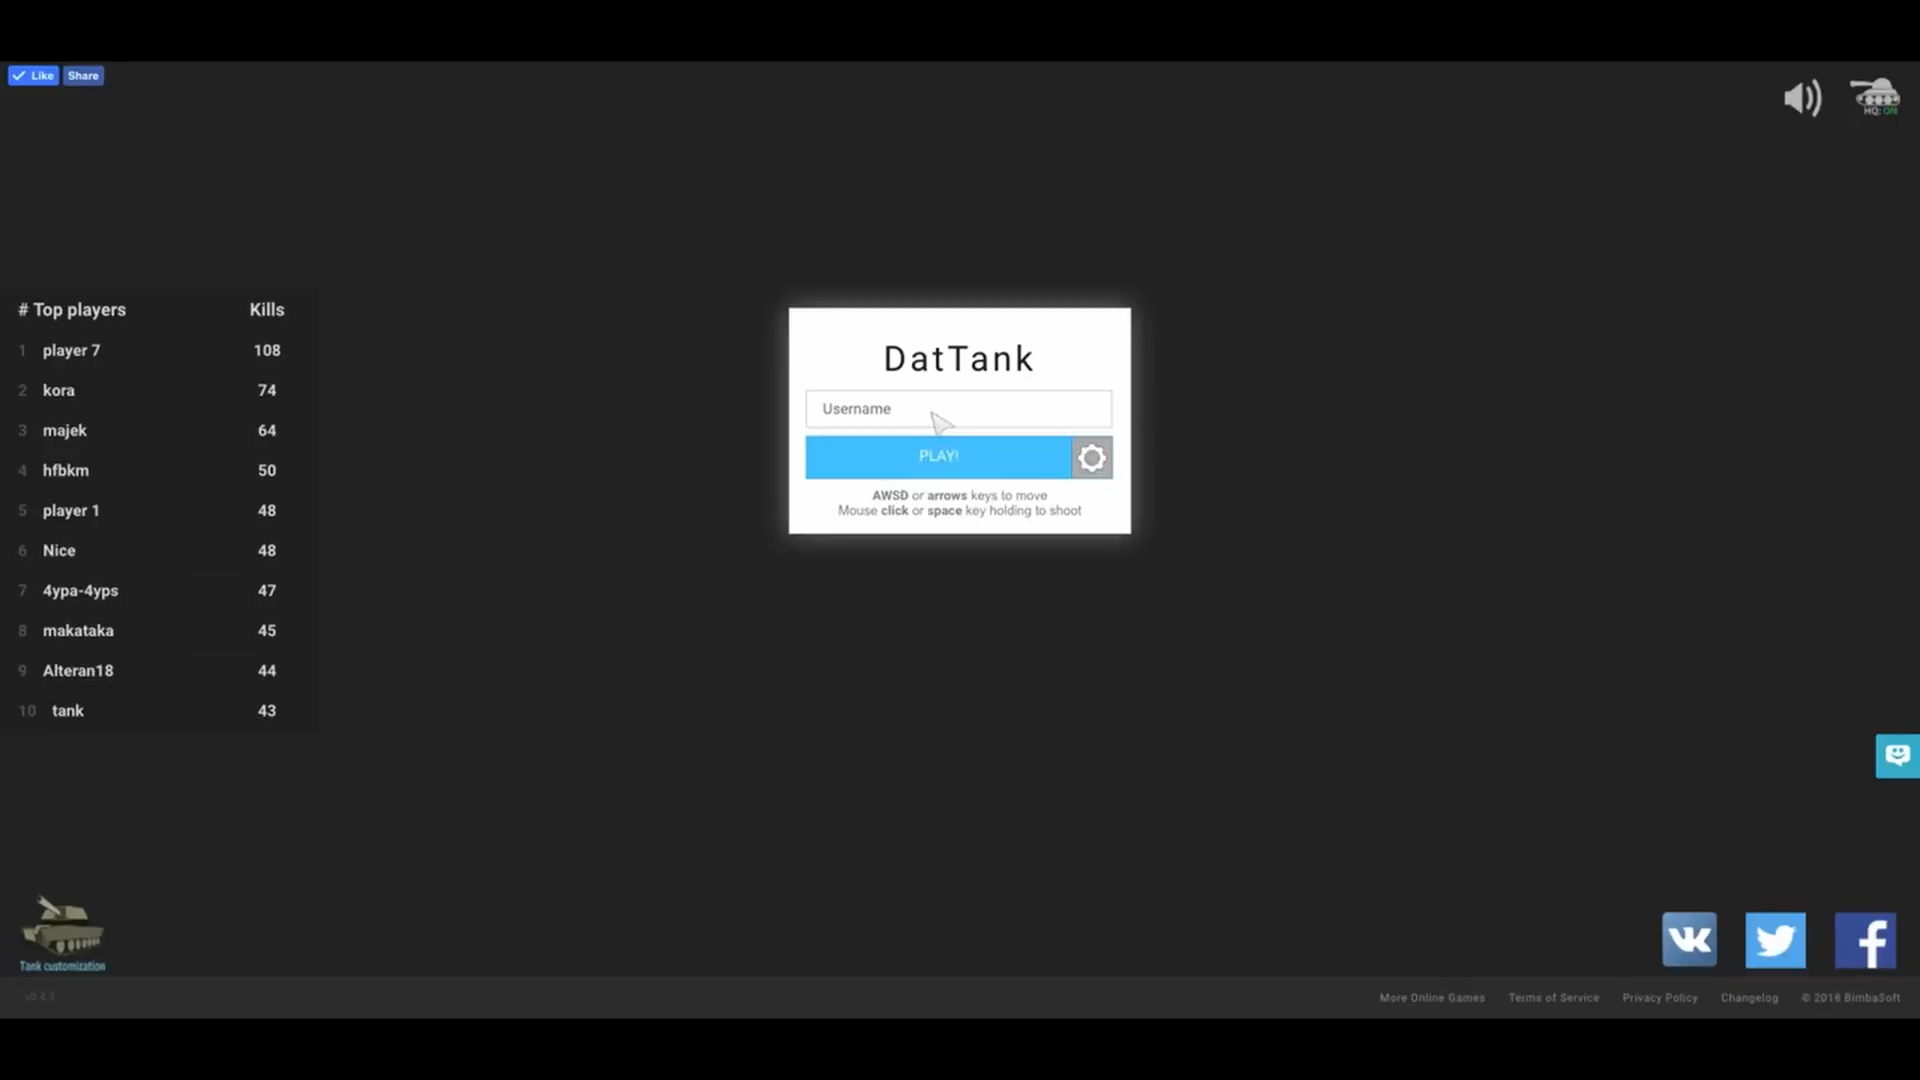 Like Share
HQ: ON
# Top players Kills
1 player 7 108
2 kora 74
3 majek 64
4 hfbkm 50
5 player 1 48
6 Nice 48
7 4ypa-4yps 47
8 makataka 45
9 Alteran18 44
10 tank 43
DatTank
Username
PLAY!
AWSD or arrows keys to move
Mouse click or space key holding to shoot
Tank customization
More Online Games Terms of Service Privacy Policy Changelog © 2018 BimbaSoft